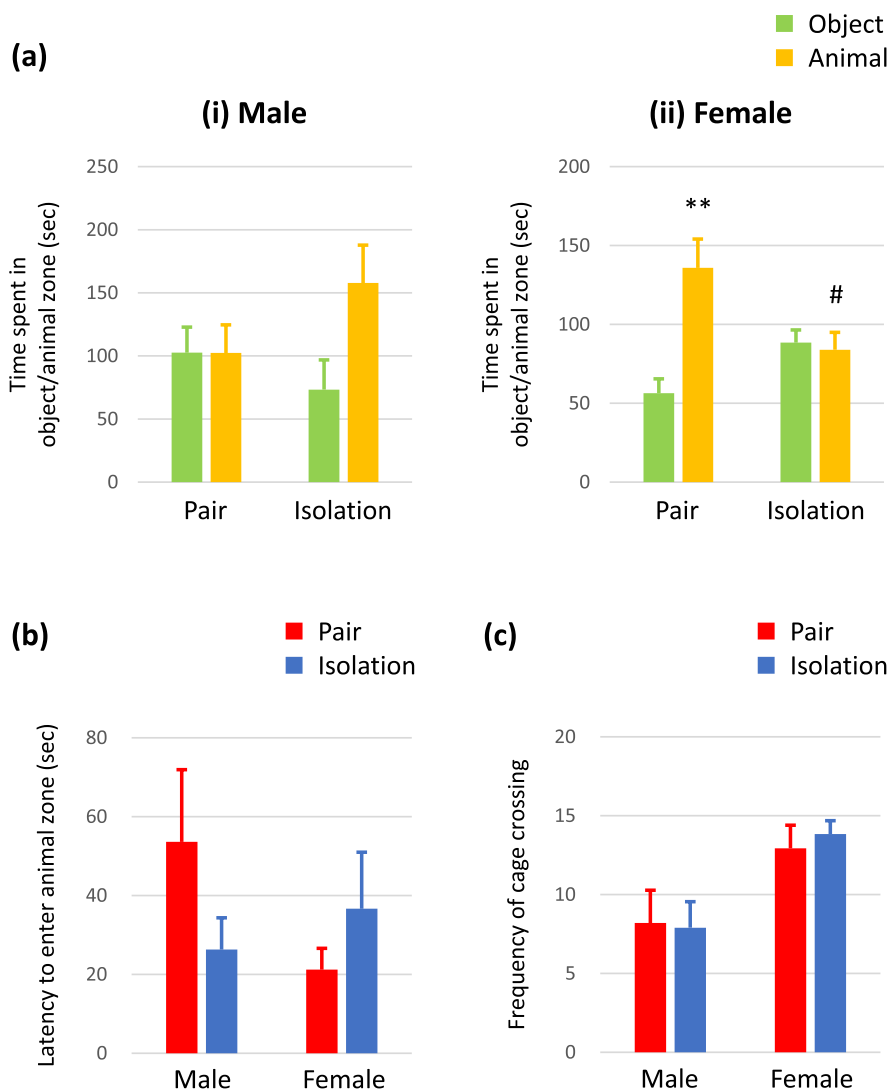 Object
(a)
Animal
(i) Male
(ii) Female
Time spent in
object/animal zone (sec)
250
200
150
100
50
0
Pair
Isolation
Time spent in
object/animal zone (sec)
200
150
100
50
0
**
#
Pair
Isolation
(b)
Pair
Isolation
Latency to enter animal zone (sec)
80
60
40
20
0
Male
Female
(c)
Pair
Isolation
Frequency of cage crossing
20
15
10
5
0
Male
Female